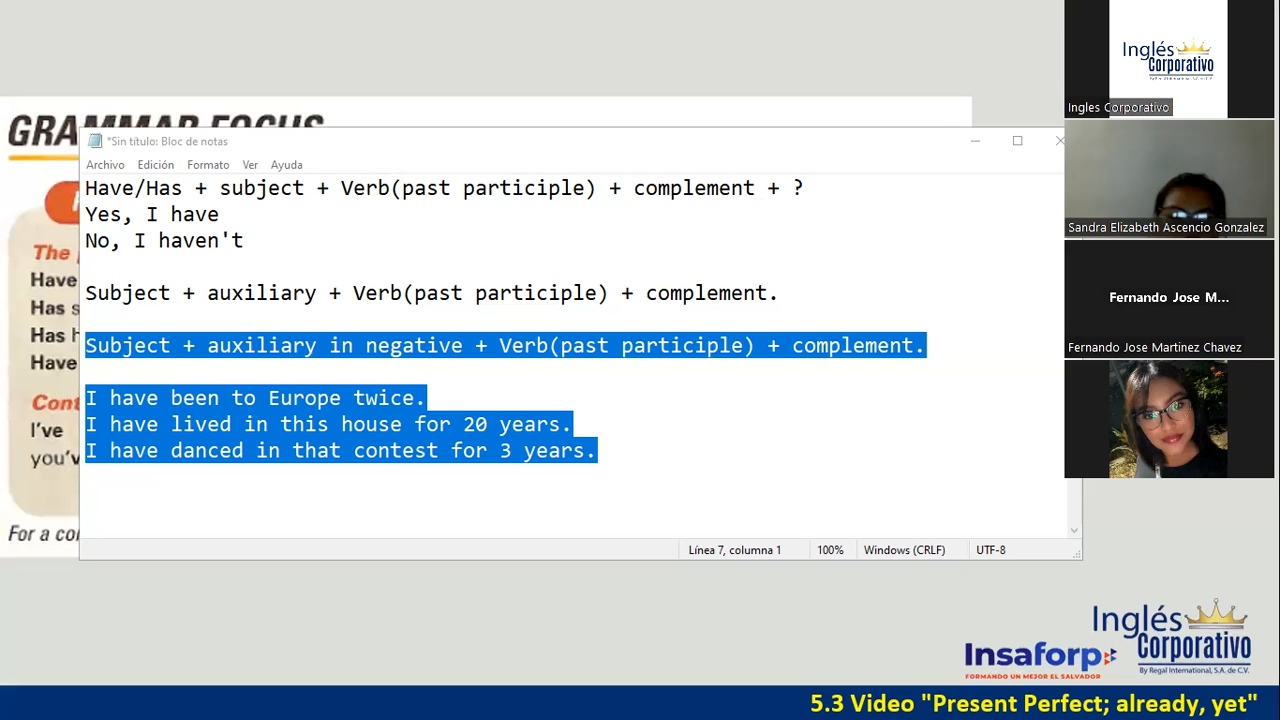 GRAMMAR FOCUS
*Sin título: Bloc de notas
Archivo Edición Formato Ver Ayuda
Have/Has + subject + Verb(past participle) + complement + ?
Yes, I have
No, I haven't
Subject + auxiliary + Verb(past participle) + complement.
Subject + auxiliary in negative + Verb(past participle) + complement.
I have been to Europe twice.
I have lived in this house for 20 years.
I have danced in that contest for 3 years.
Línea 7, columna 1 100% Windows (CRLF) UTF-8
The
Have
Has
Has
Have
I've
For a
Inglés
Corporativo
Ingles Corporativo
Sandra Elizabeth Ascencio Gonzalez
Fernando Jose M...
Fernando Jose Martinez Chavez
Insaforp
FORMANDO UN MEJOR EL SALVADOR
Inglés
Corporativo
By Regal International, S.A. de C.V.
5.3 Video "Present Perfect; already, yet"